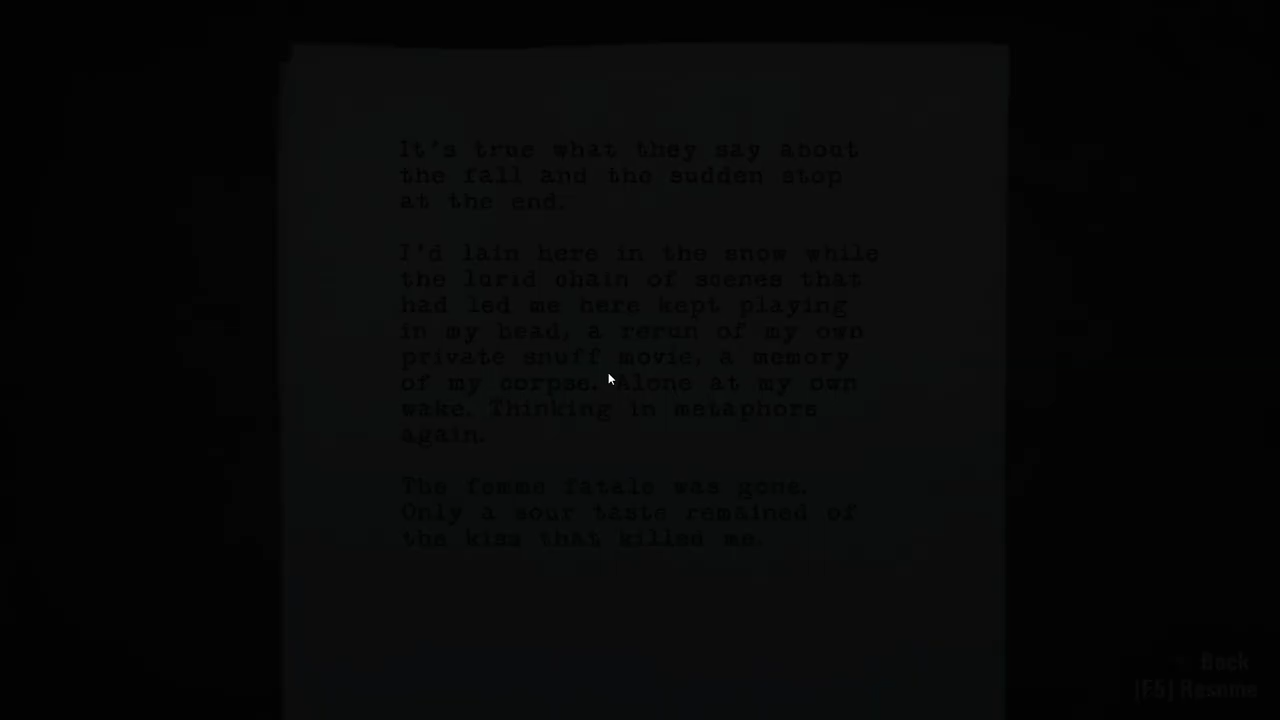 It's true what they say about
the fall and the sudden stop
at the end.
I'd lain here in the snow while
the lurid chain of scenes that
had led me here kept playing
in my head, a rerun of my own
private snuff movie, a memory
of my corpse. Alone at my own
wake. Thinking in metaphors
again.
The femme fatale was gone.
Only a sour taste remained of
the kiss that killed me.
Back
[F5] Resume